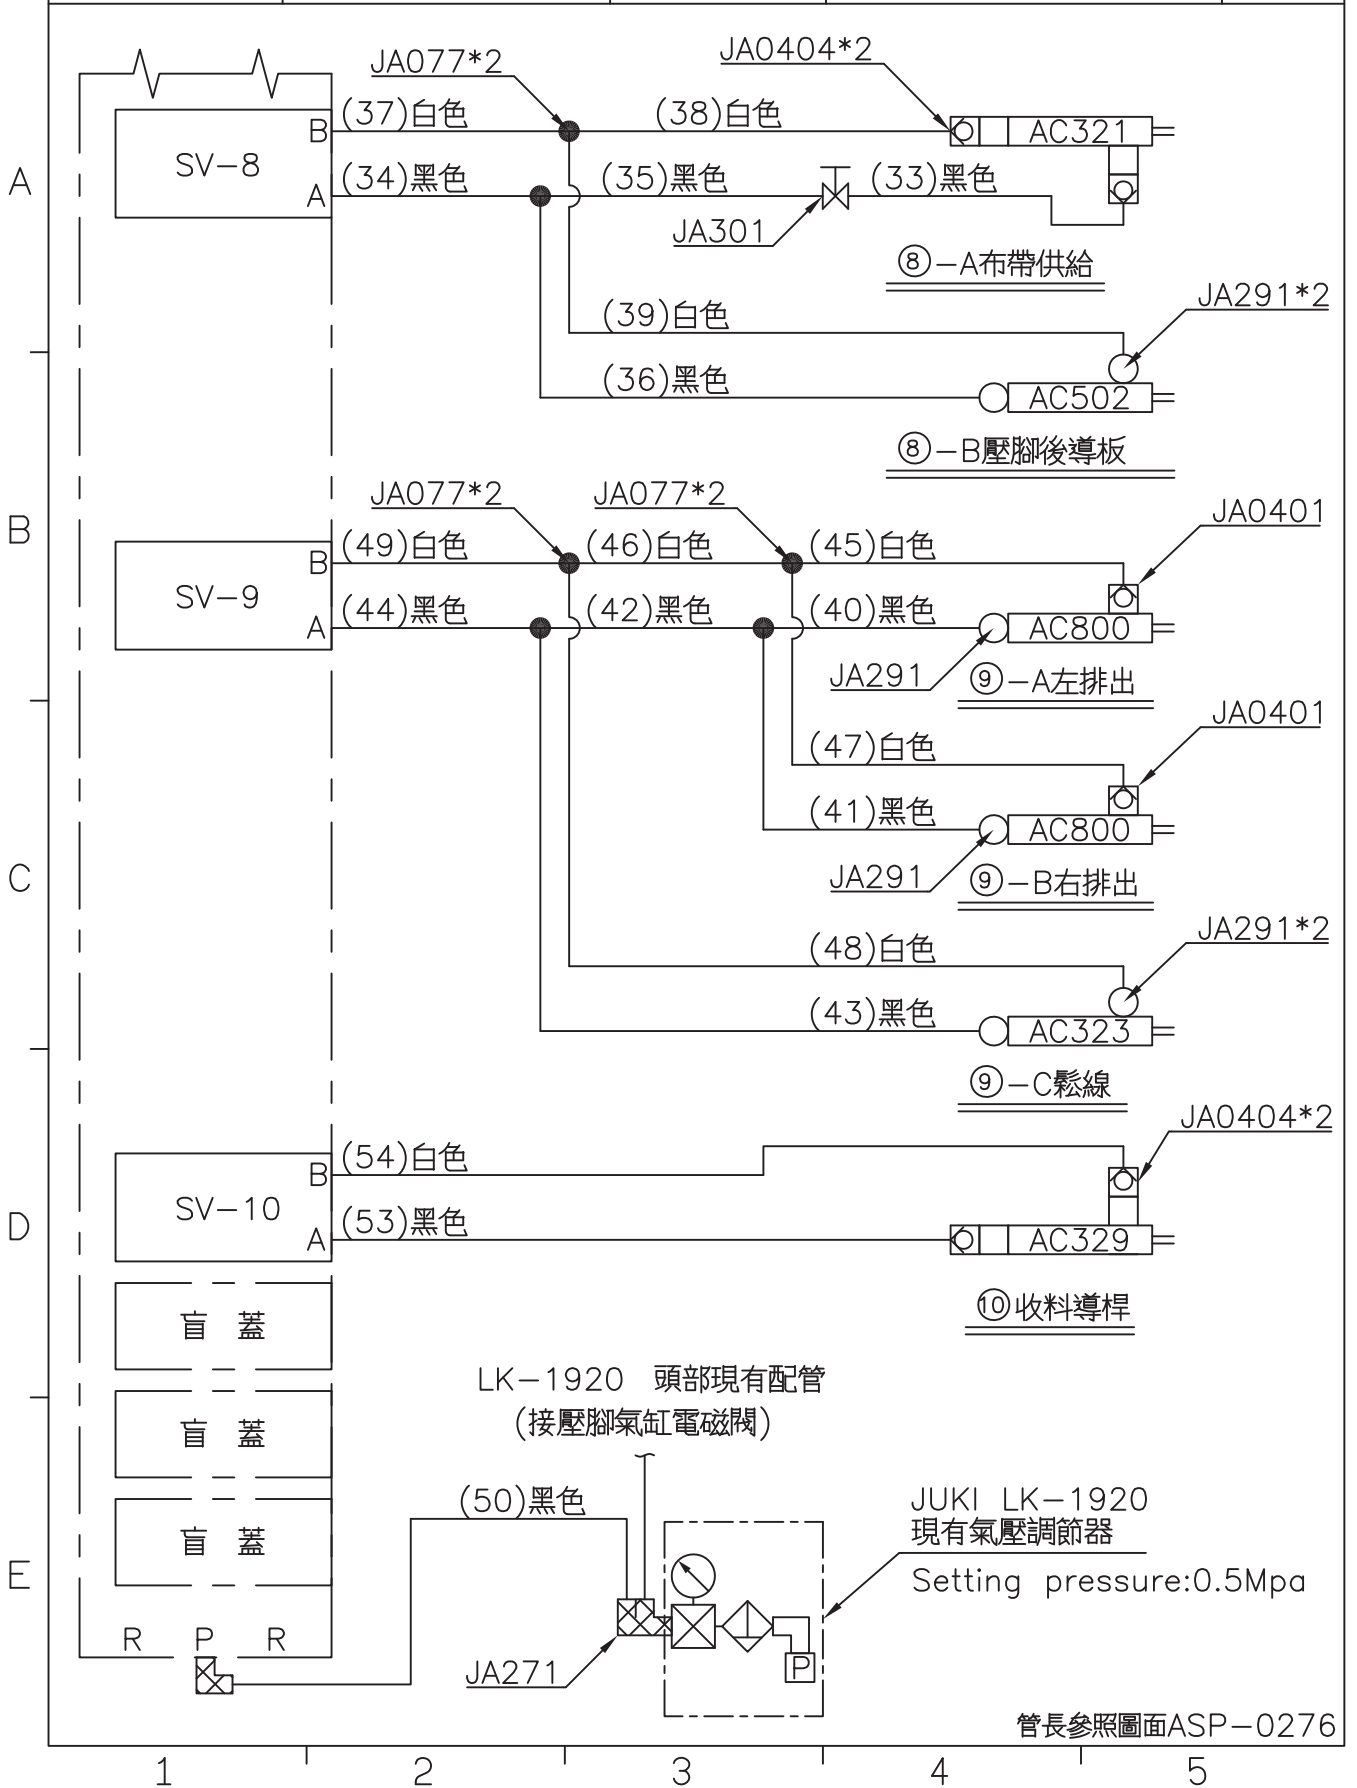 JA077*2
JA0404*2
(37)白色
(38)白色
B
AC321
SV-8
A
(34)黑色
(35)黑色
(33)黑色
A
JA301
⑧-A布帶供給
(39)白色
JA291*2
(36)黑色
AC502
⑧-B壓腳後導板
JA077*2
JA077*2
JA0401
B
(49)白色
(46)白色
(45)白色
B
SV-9
(44)黑色
(42)黑色
(40)黑色
A
AC800
JA291
⑨-A左排出
JA0401
(47)白色
(41)黑色
AC800
C
JA291
⑨-B右排出
JA291*2
(48)白色
(43)黑色
AC323
⑨-C鬆線
JA0404*2
(54)白色
B
SV-10
D
(53)黑色
A
AC329
⑩收料導桿
盲 蓋
LK-1920 頭部現有配管
(接壓腳氣缸電磁閥)
盲 蓋
(50)黑色
JUKI LK-1920
現有氣壓調節器
盲 蓋
E
Setting pressure:0.5Mpa
R P R
P
JA271
管長參照圖面ASP-0276
1 2 3 4 5